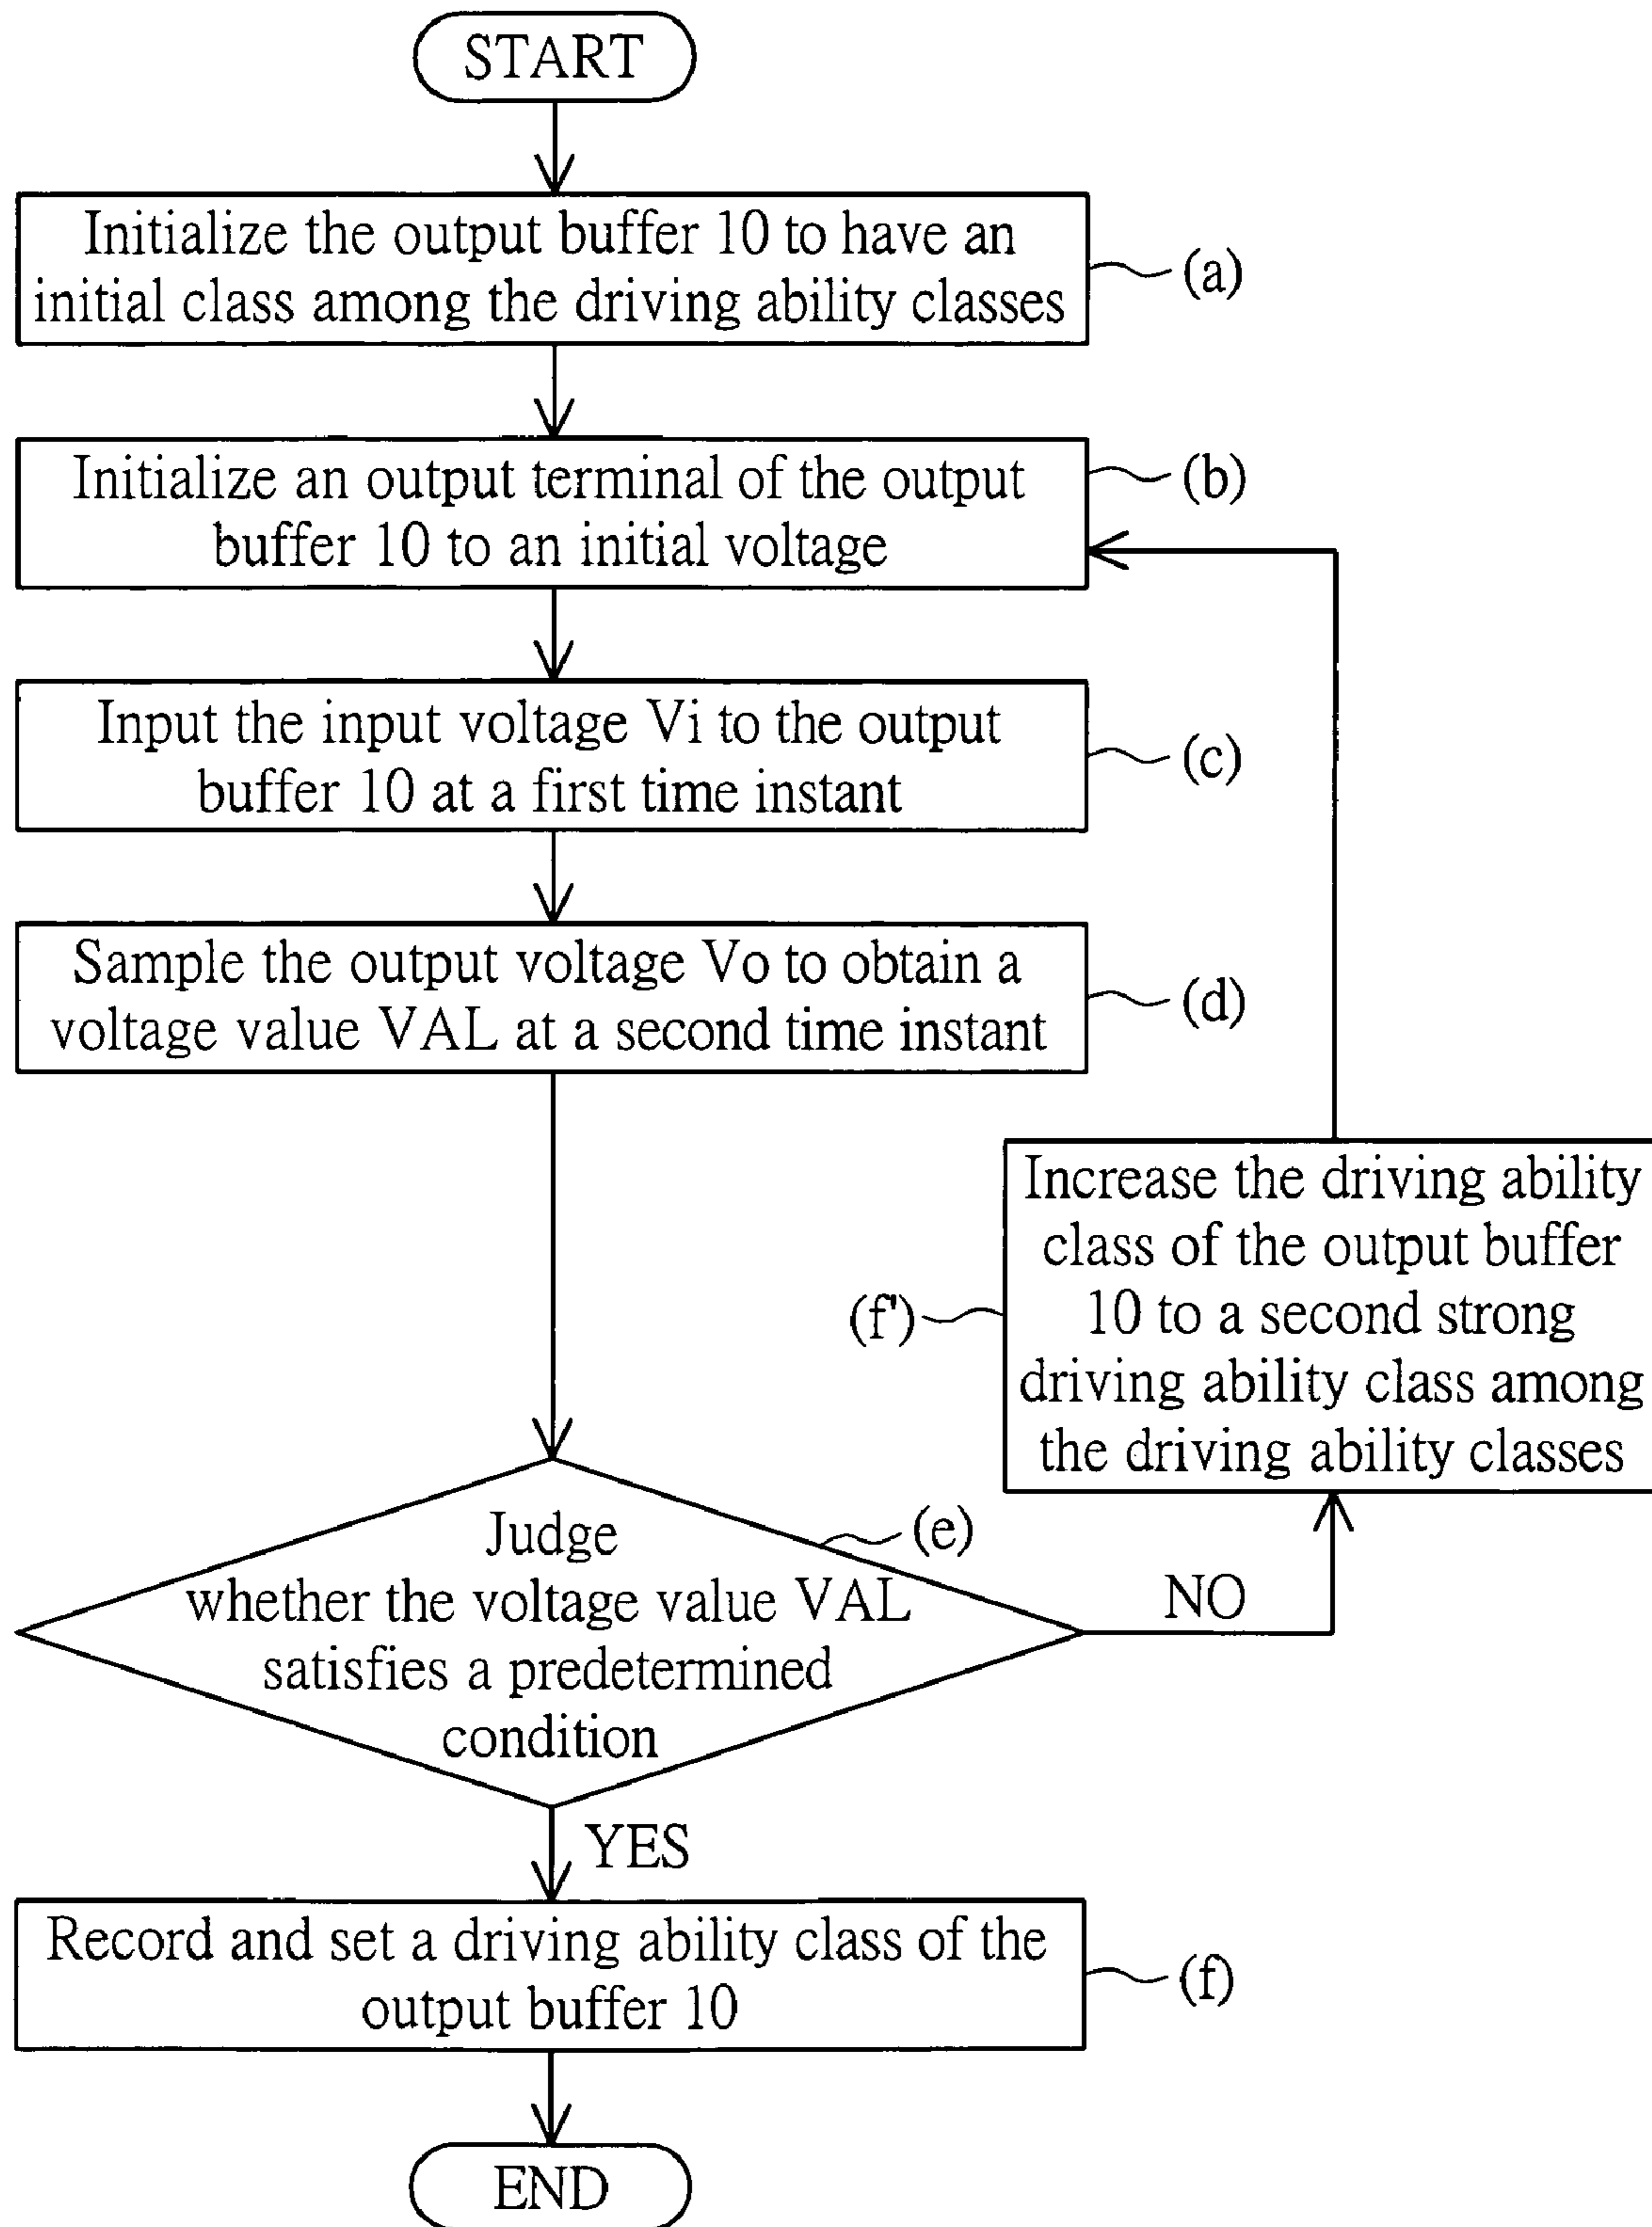 START
Initialize the output buffer 10 to have an
initial class among the driving ability classes
(a)
Initialize an output terminal of the output
buffer 10 to an initial voltage
(b)
Input the input voltage Vi to the output
buffer 10 at a first time instant
(c)
Sample the output voltage Vo to obtain a
voltage value VAL at a second time instant
(d)
Increase the driving ability
class of the output buffer
10 to a second strong
driving ability class among
the driving ability classes
(f')
Judge
whether the voltage value VAL
satisfies a predetermined
condition
(e)
NO
YES
Record and set a driving ability class of the
output buffer 10
(f)
END